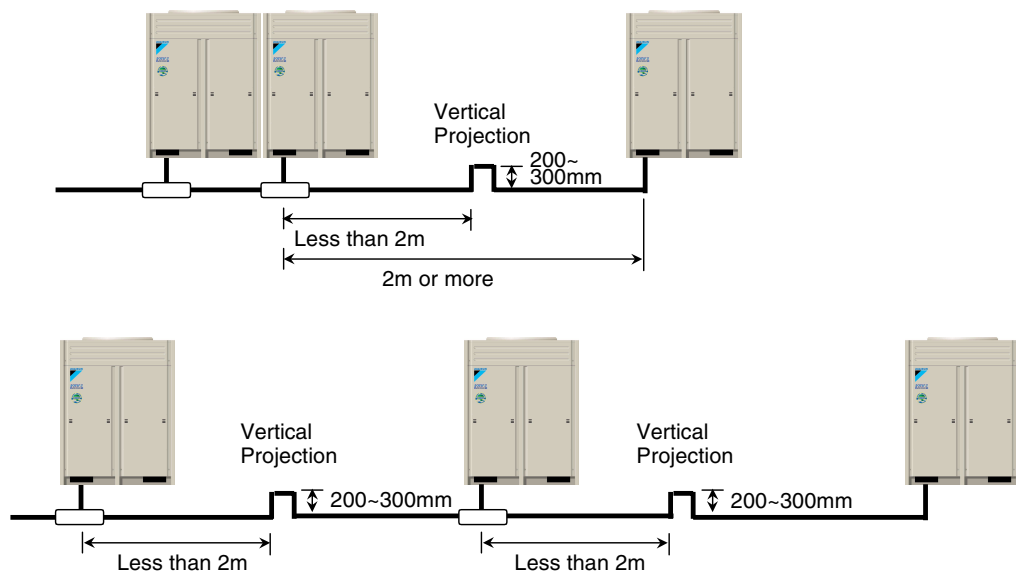 Vertical
Projection
200~
300mm
Less than 2m
2m or more
Vertical
Projection
200~300mm
Vertical
Projection
200~300mm
Less than 2m
Less than 2m